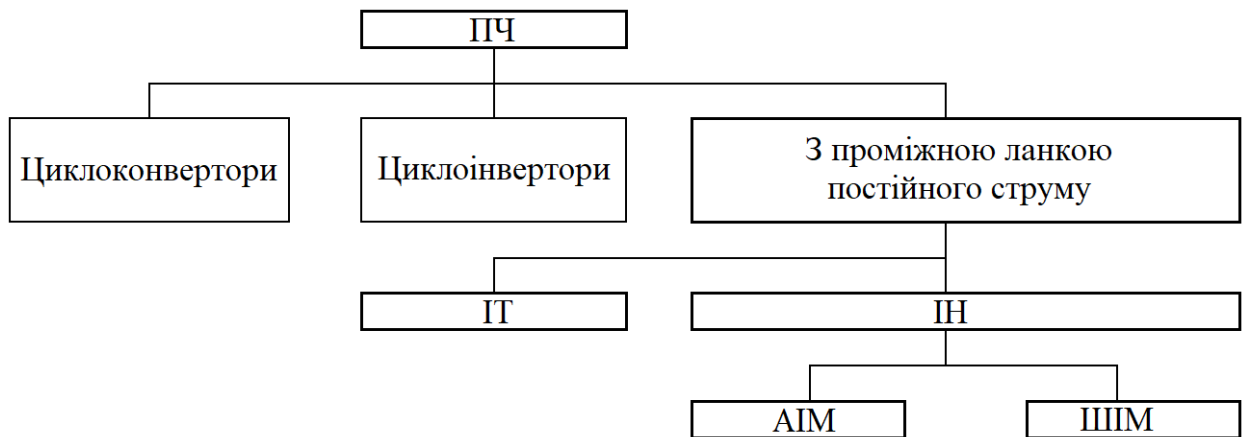 ПЧ
Циклоконвертори
Циклоінвертори
З проміжною ланкою
постійного струму
ІТ
ІН
АІМ
ШІМ